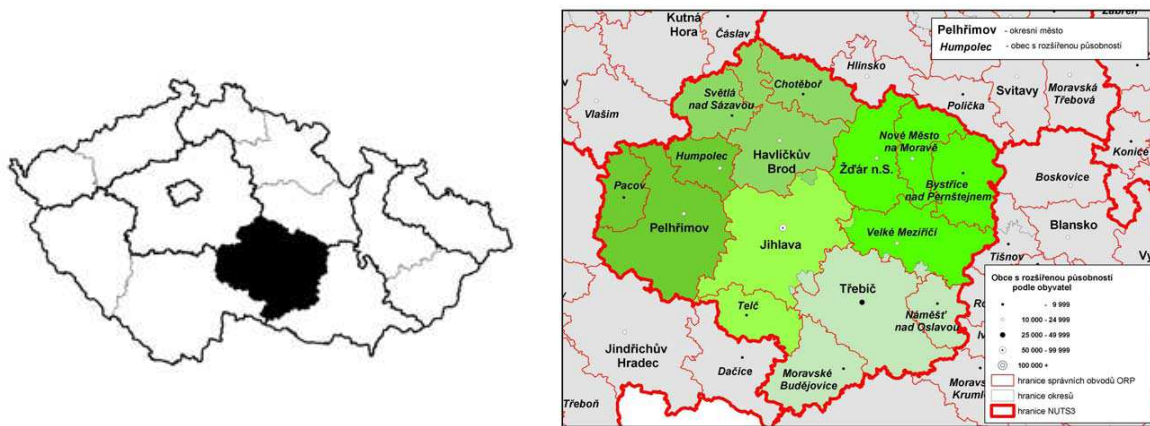 Kutná
Hora
Čáslav
Pelhřimov - okresní město
Humpolec - obec s rozšířenou působností
Hlinsko
Chotěboř
Světlá
nad Sázavou
Polička
Svitavy
Moravská
Třebová
Vlašim
Nové Město
na Moravě
Konice
Humpolec
Havlíčkův
Brod
Žďár n.S.
Boskovice
Pacov
Bystřice
nad Pernštejnem
Pelhřimov
Velké Meziříčí
Blansko
Jihlava
Tišnov
Vy
Třebíč
Telč
Náměšť
nad Oslavou
Jindřichův
Hradec
Dačice
Moravské
Budějovice
Třeboň
Obce s rozšířenou působností
podle obyvatel
- 9 999
10 000 - 24 999
25 000 - 49 999
50 000 - 99 999
100 000 +
hranice správních obvodů ORP
hranice okresů
hranice NUTS3